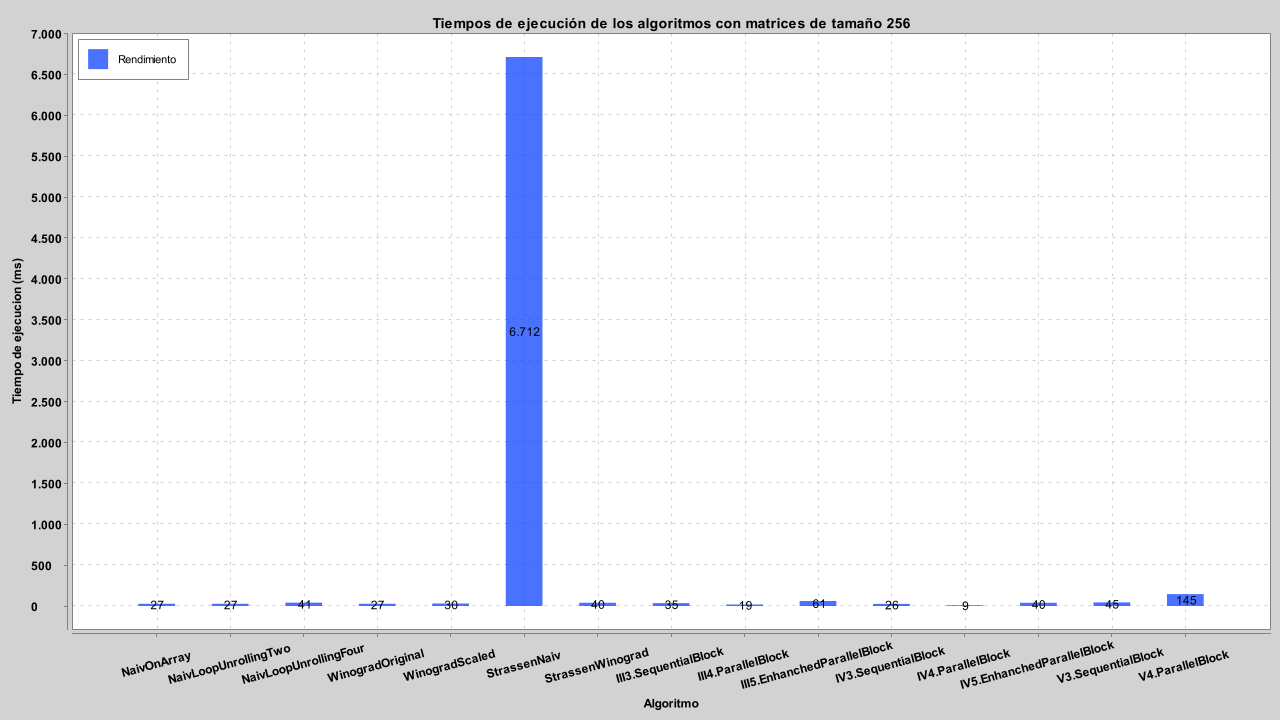 Tiempos de ejecución de los algoritmos con matrices de tamaño 256
Rendimiento
Tiempo de ejecucion (ms)
7.000
6.500
6.000
5.500
5.000
4.500
4.000
3.500
3.000
2.500
2.000
1.500
1.000
500
0
27
27
41
27
30
6.712
40
35
19
61
26
9
40
45
145
NaivOnArray
NaivLoopUnrollingTwo
NaivLoopUnrollingFour
WinogradOriginal
WinogradScaled
StrassenNaiv
StrassenWinograd
III3.SequentialBlock
III4.ParallelBlock
III5.EnhanchedParallelBlock
IV3.SequentialBlock
IV4.ParallelBlock
IV5.EnhanchedParallelBlock
V3.SequentialBlock
V4.ParallelBlock
Algoritmo